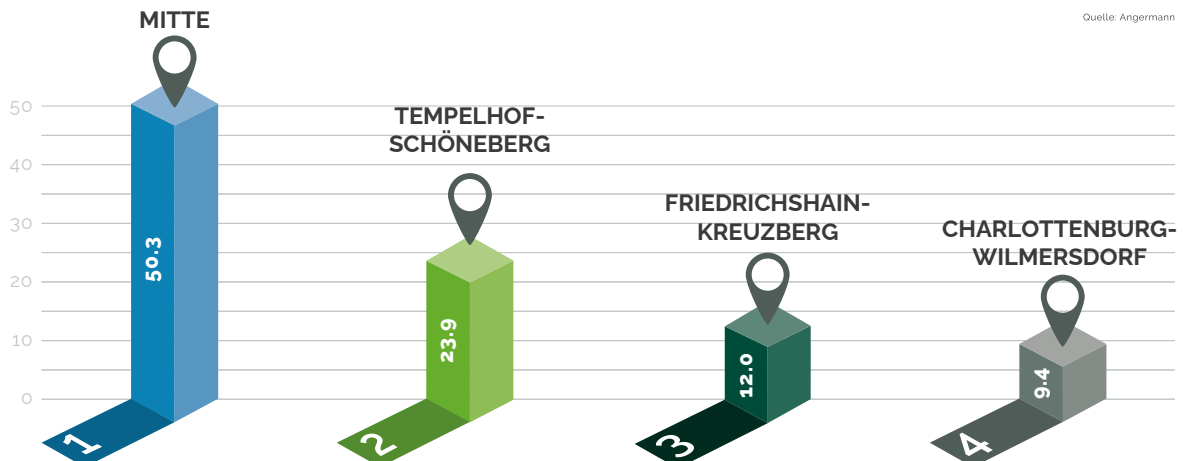 MITTE
Quelle: Angermann
TEMPELHOF-
SCHÖNEBERG
FRIEDRICHSHAIN-
KREUZBERG
CHARLOTTENBURG-
WILMERSDORF
50
40
30
20
10
0
50.3
23.9
12.0
9.4
1
2
3
4